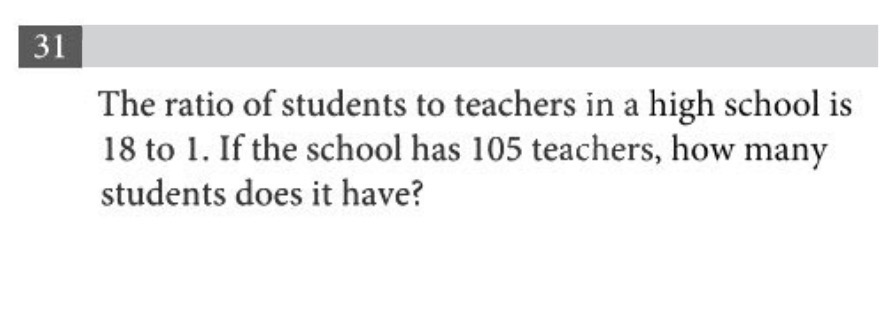 31
The ratio of students to teachers in a high school is
18 to 1. If the school has 105 teachers, how many
students does it have?